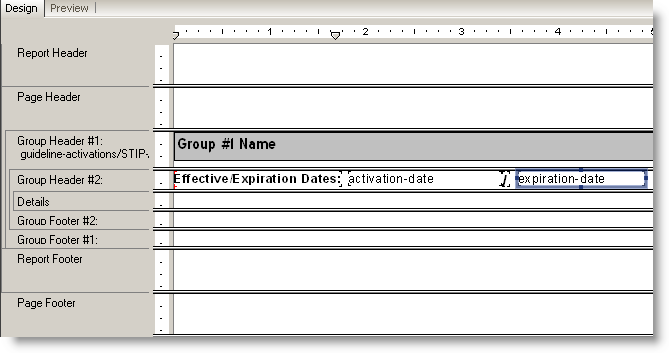 Design Preview
1 2 3 4 5
Report Header
Page Header
Group Header #1:
guideline-activations/STIP-
Group #1 Name
Group Header #2:
Effective/Expiration Dates: activation-date / expiration-date
Details
Group Footer #2:
Group Footer #1:
Report Footer
Page Footer